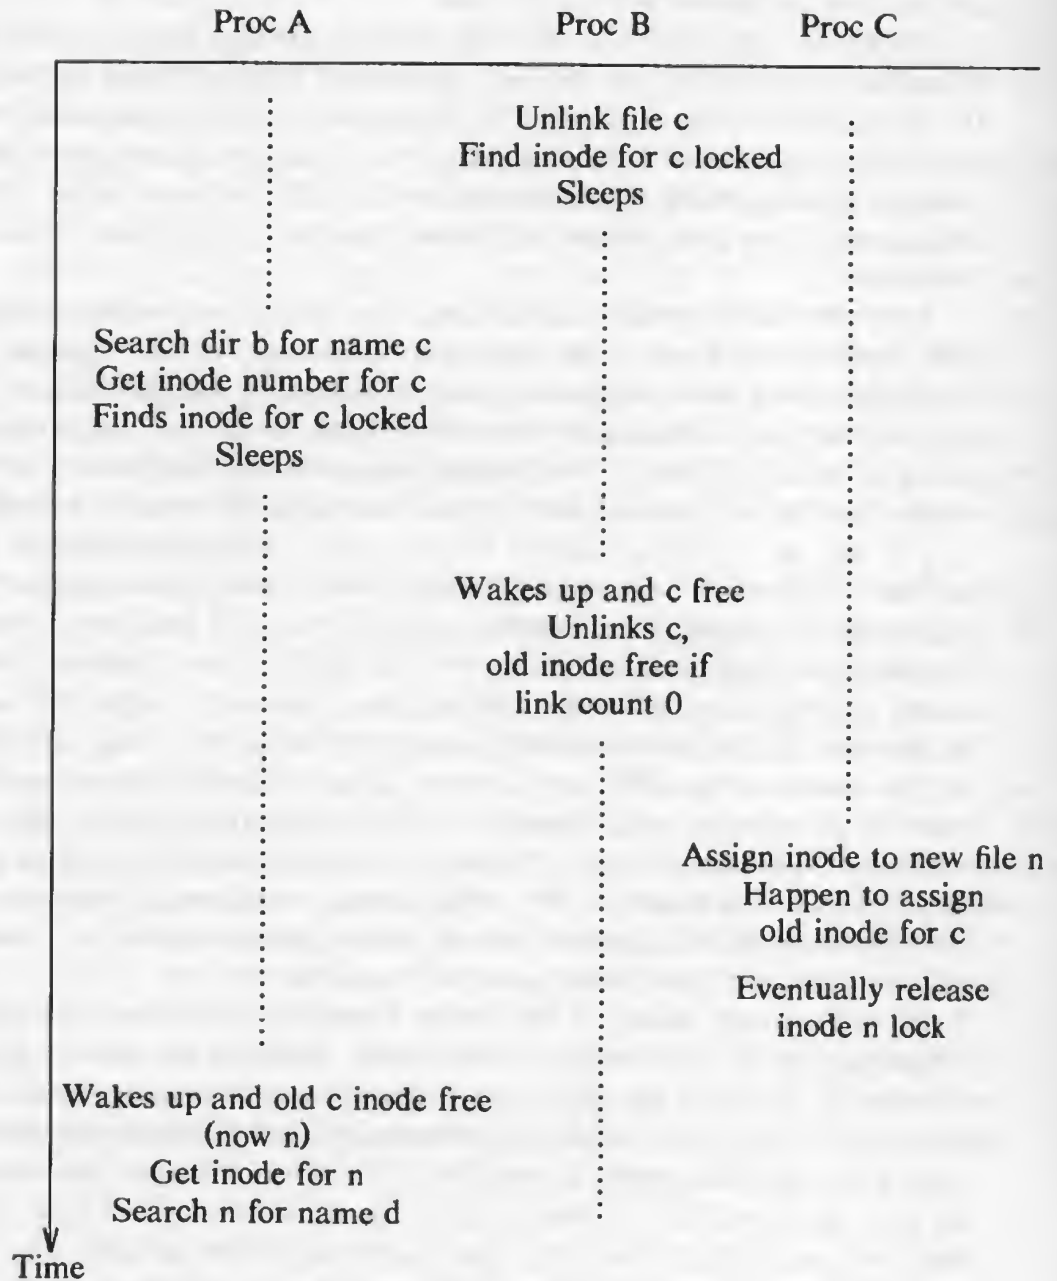 Proc A
Proc B
Proc C
Unlink file c
Find inode for c locked
Sleeps
Search dir b for name c
Get inode number for c
Finds inode for c locked
Sleeps
Wakes up and c free
Unlinks c,
old inode free if
link count 0
Assign inode to new file n
Happen to assign
old inode for c
Eventually release
inode n lock
Wakes up and old c inode free
(now n)
Get inode for n
Search n for name d
Time